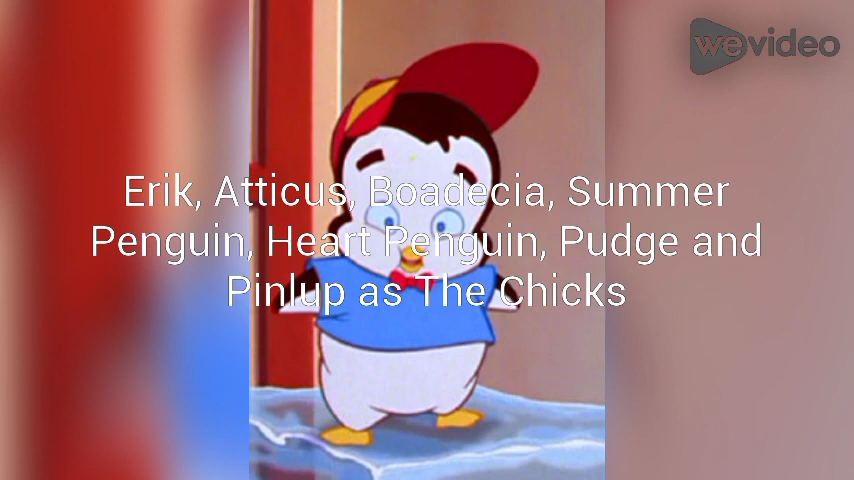 wevideo
Erik, Atticus, Boadecia, Summer
Penguin, Heart Penguin, Pudge and
Pinlup as The Chicks